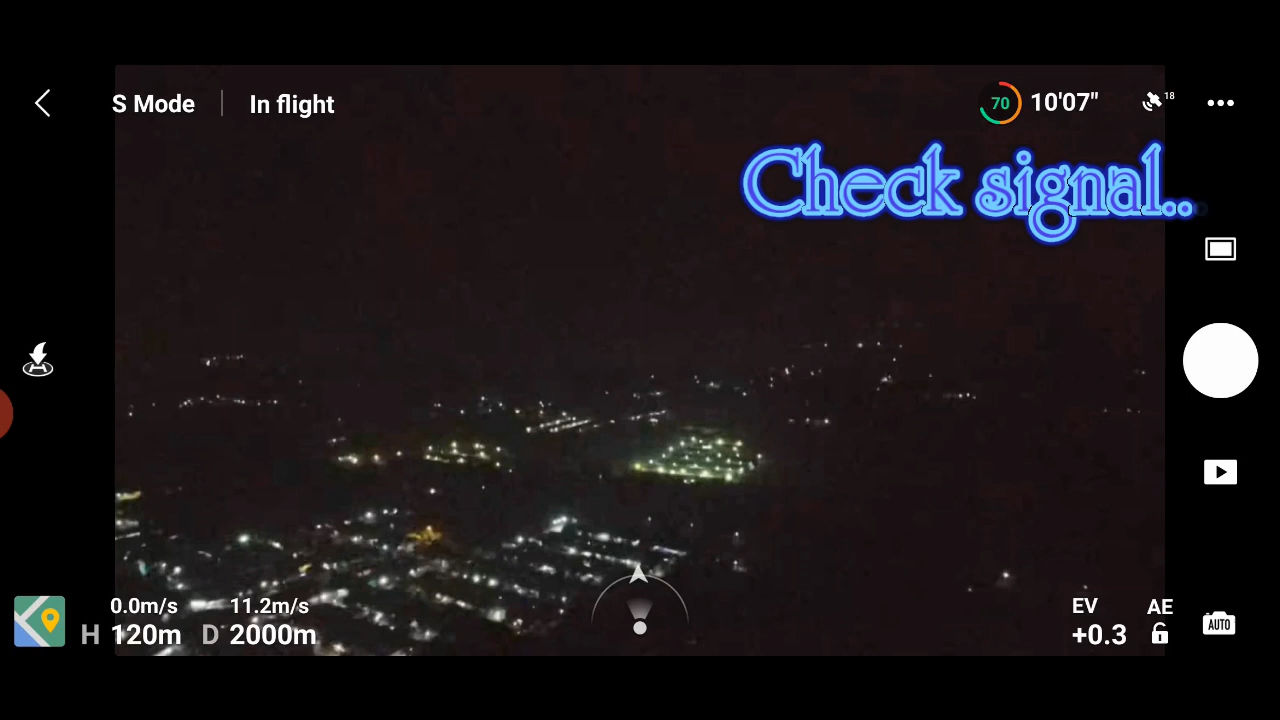 S Mode | In flight
70 10'07" 18
Check signal..
0.0m/s 11.2m/s
H 120m D 2000m
EV AE
+0.3
AUTO